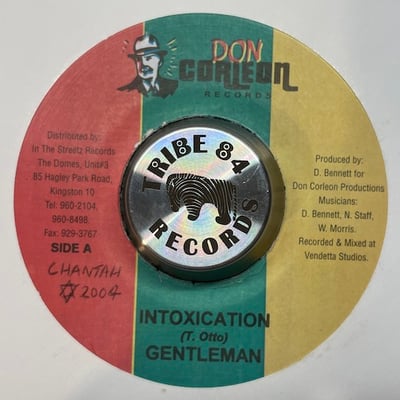 DON
CORLEON
RECORDS
Distributed by:
In The Streetz Records
The Domes, Unit#3
85 Hagley Park Road,
Kingston 10
Tel: 960-2104,
960-8498.
Fax: 929-3767
SIDE A
CHANTAH
2004
TRIBE 84
RECORDS
Produced by:
D. Bennett for
Don Corleon Productions
Musicians:
D. Bennett, N. Staff,
W. Morris.
Recorded & Mixed at
Vendetta Studios.
INTOXICATION
(T. Otto)
GENTLEMAN